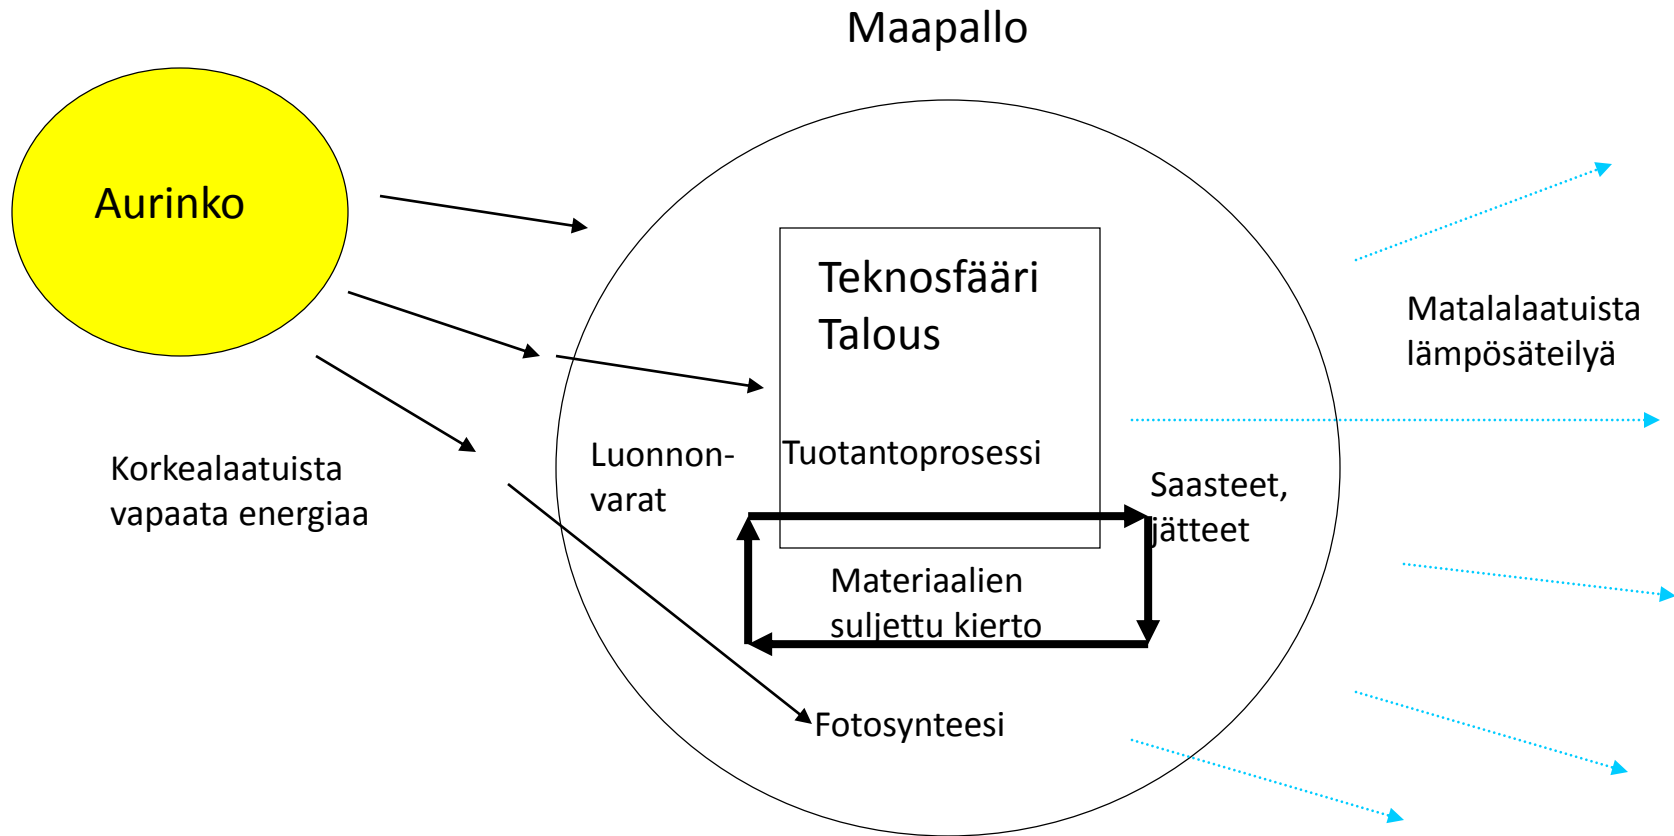 Maapallo
Aurinko
Teknosfääri
Talous
Matalalaatuista
lämpösäteilyä
Korkealaatuista
vapaata energiaa
Luonnon-
varat
Tuotantoprosessi
Saasteet,
jätteet
Materiaalien
suljettu kierto
Fotosynteesi